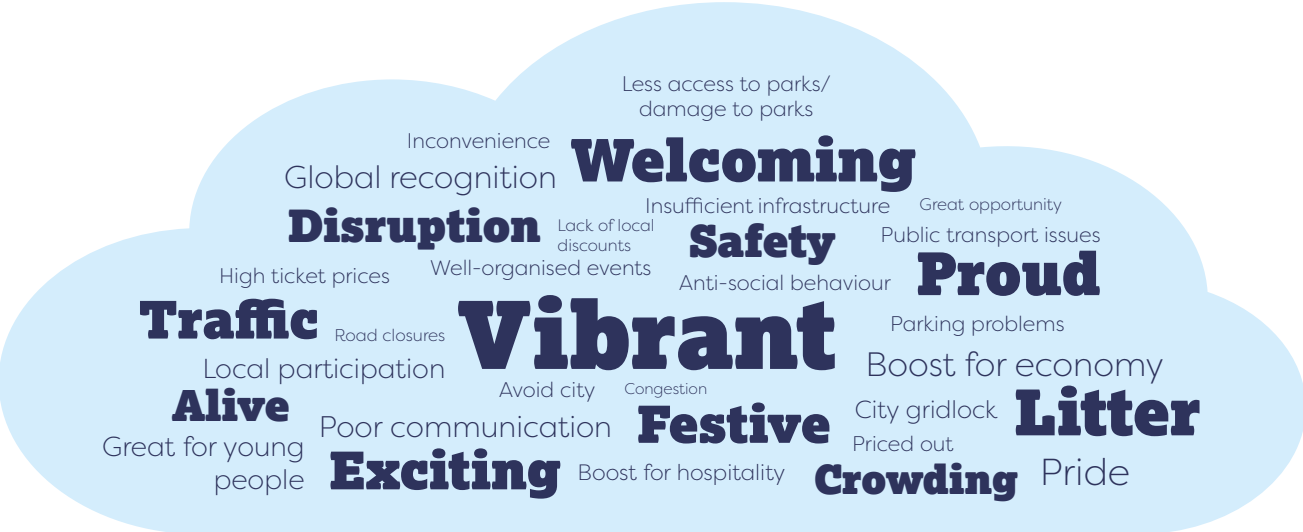 Less access to parks/
damage to parks
Inconvenience
Welcoming
Global recognition
Insufficient infrastructure
Great opportunity
Disruption
Lack of local
discounts
Safety
Public transport issues
High ticket prices
Well-organised events
Anti-social behaviour
Proud
Traffic
Road closures
Vibrant
Parking problems
Local participation
Boost for economy
Alive
Avoid city
Congestion
City gridlock
Litter
Great for young
people
Poor communication
Festive
Priced out
Exciting
Boost for hospitality
Crowding
Pride